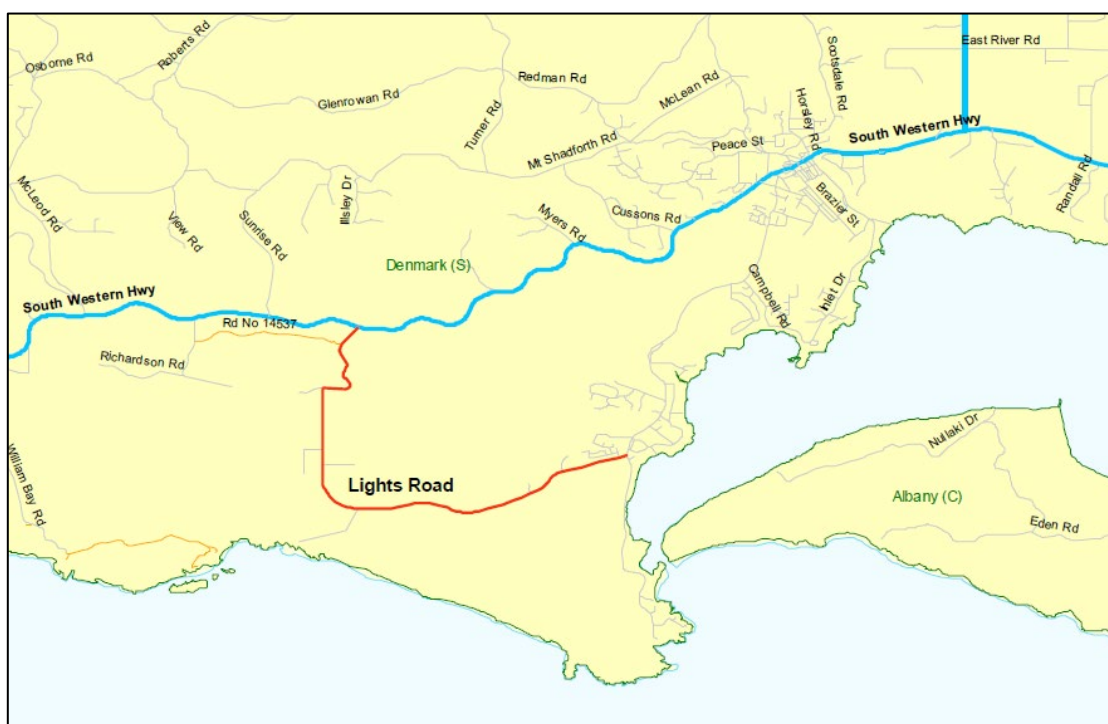 East River Rd
Scotsdale Rd
Roberts Rd
Osborne Rd
Redman Rd
McLean Rd
Glenrowan Rd
Horsley Rd
Turner Rd
South Western Hwy
Peace St
Mt Shadforth Rd
Randall Rd
McLeod Rd
Illsley Dr
Brazier St
View Rd
Sunrise Rd
Myers Rd
Cussons Rd
Denmark (S)
Campbell Rd
Inlet Dr
South Western Hwy
Rd No 14537
Richardson Rd
Nullaki Dr
William Bay Rd
Lights Road
Albany (C)
Eden Rd